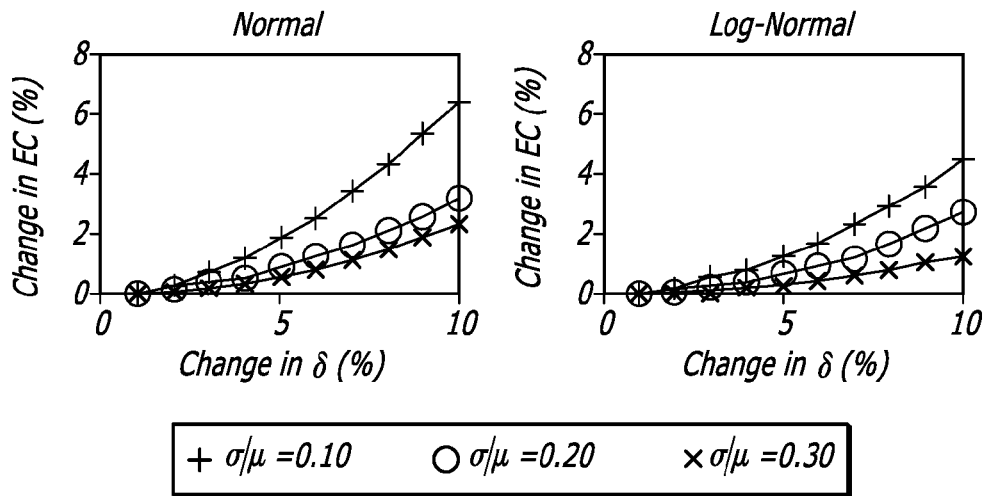 Normal
Change in EC (%)
8
6
4
2
0
0
5
10
Change in δ (%)
Log-Normal
Change in EC (%)
8
6
4
2
0
0
5
10
Change in δ (%)
σ/μ =0.10
σ/μ =0.20
σ/μ =0.30